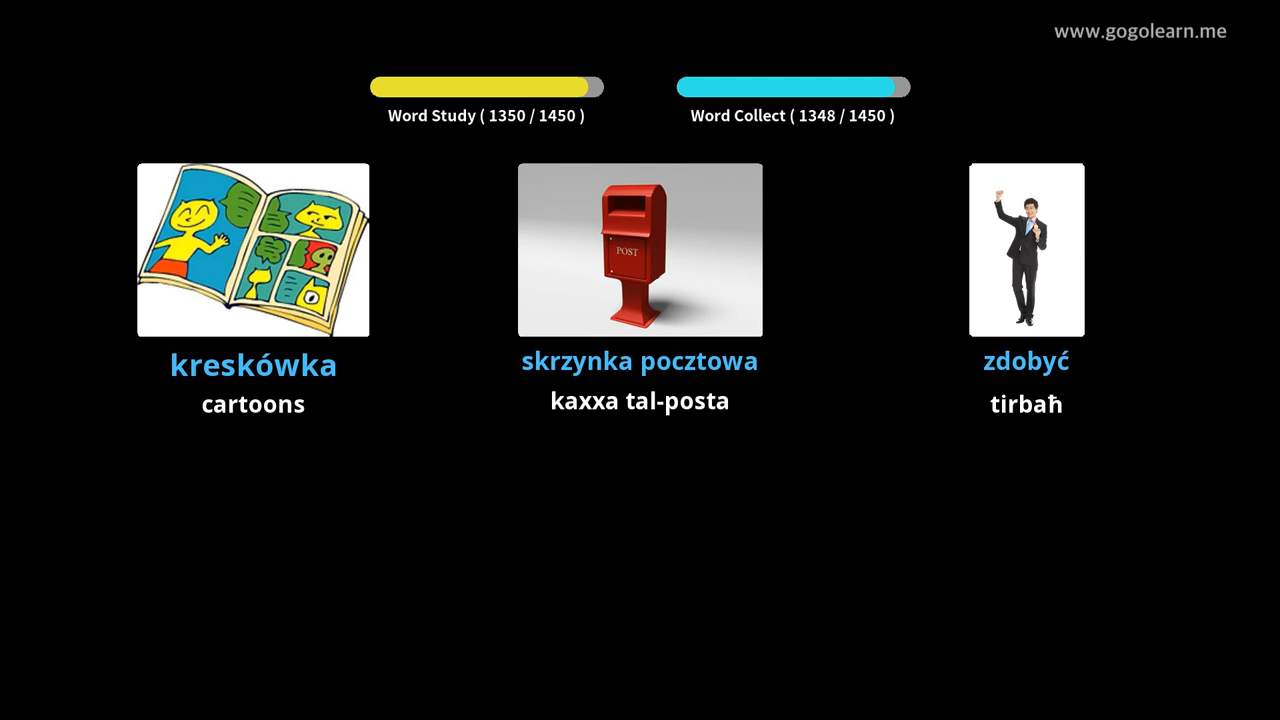 www.gogolearn.me
Word Study ( 1350 / 1450 )
Word Collect ( 1348 / 1450 )
POST
kreskówka
skrzynka pocztowa
zdobyć
cartoons
kaxxa tal-posta
tirbaħ